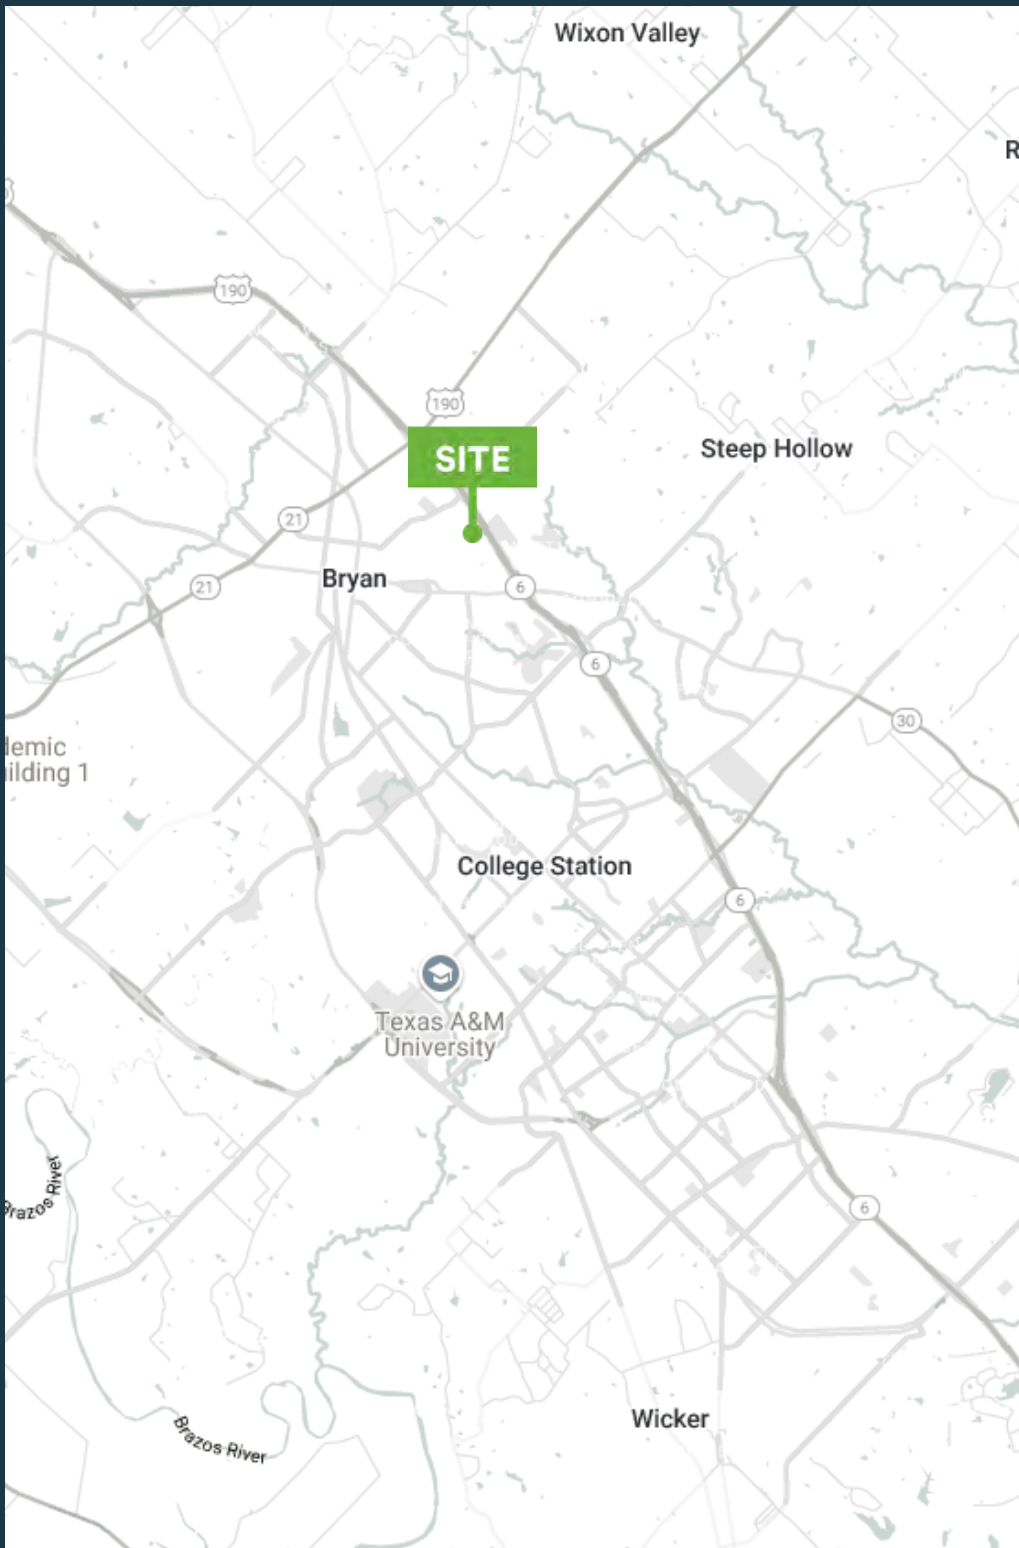 Wixon Valley
R
190
190
SITE
Steep Hollow
21
21
Bryan
6
6
30
demic
ilding 1
College Station
6
Texas A&M
University
Brazos River
6
Wicker
Brazos River